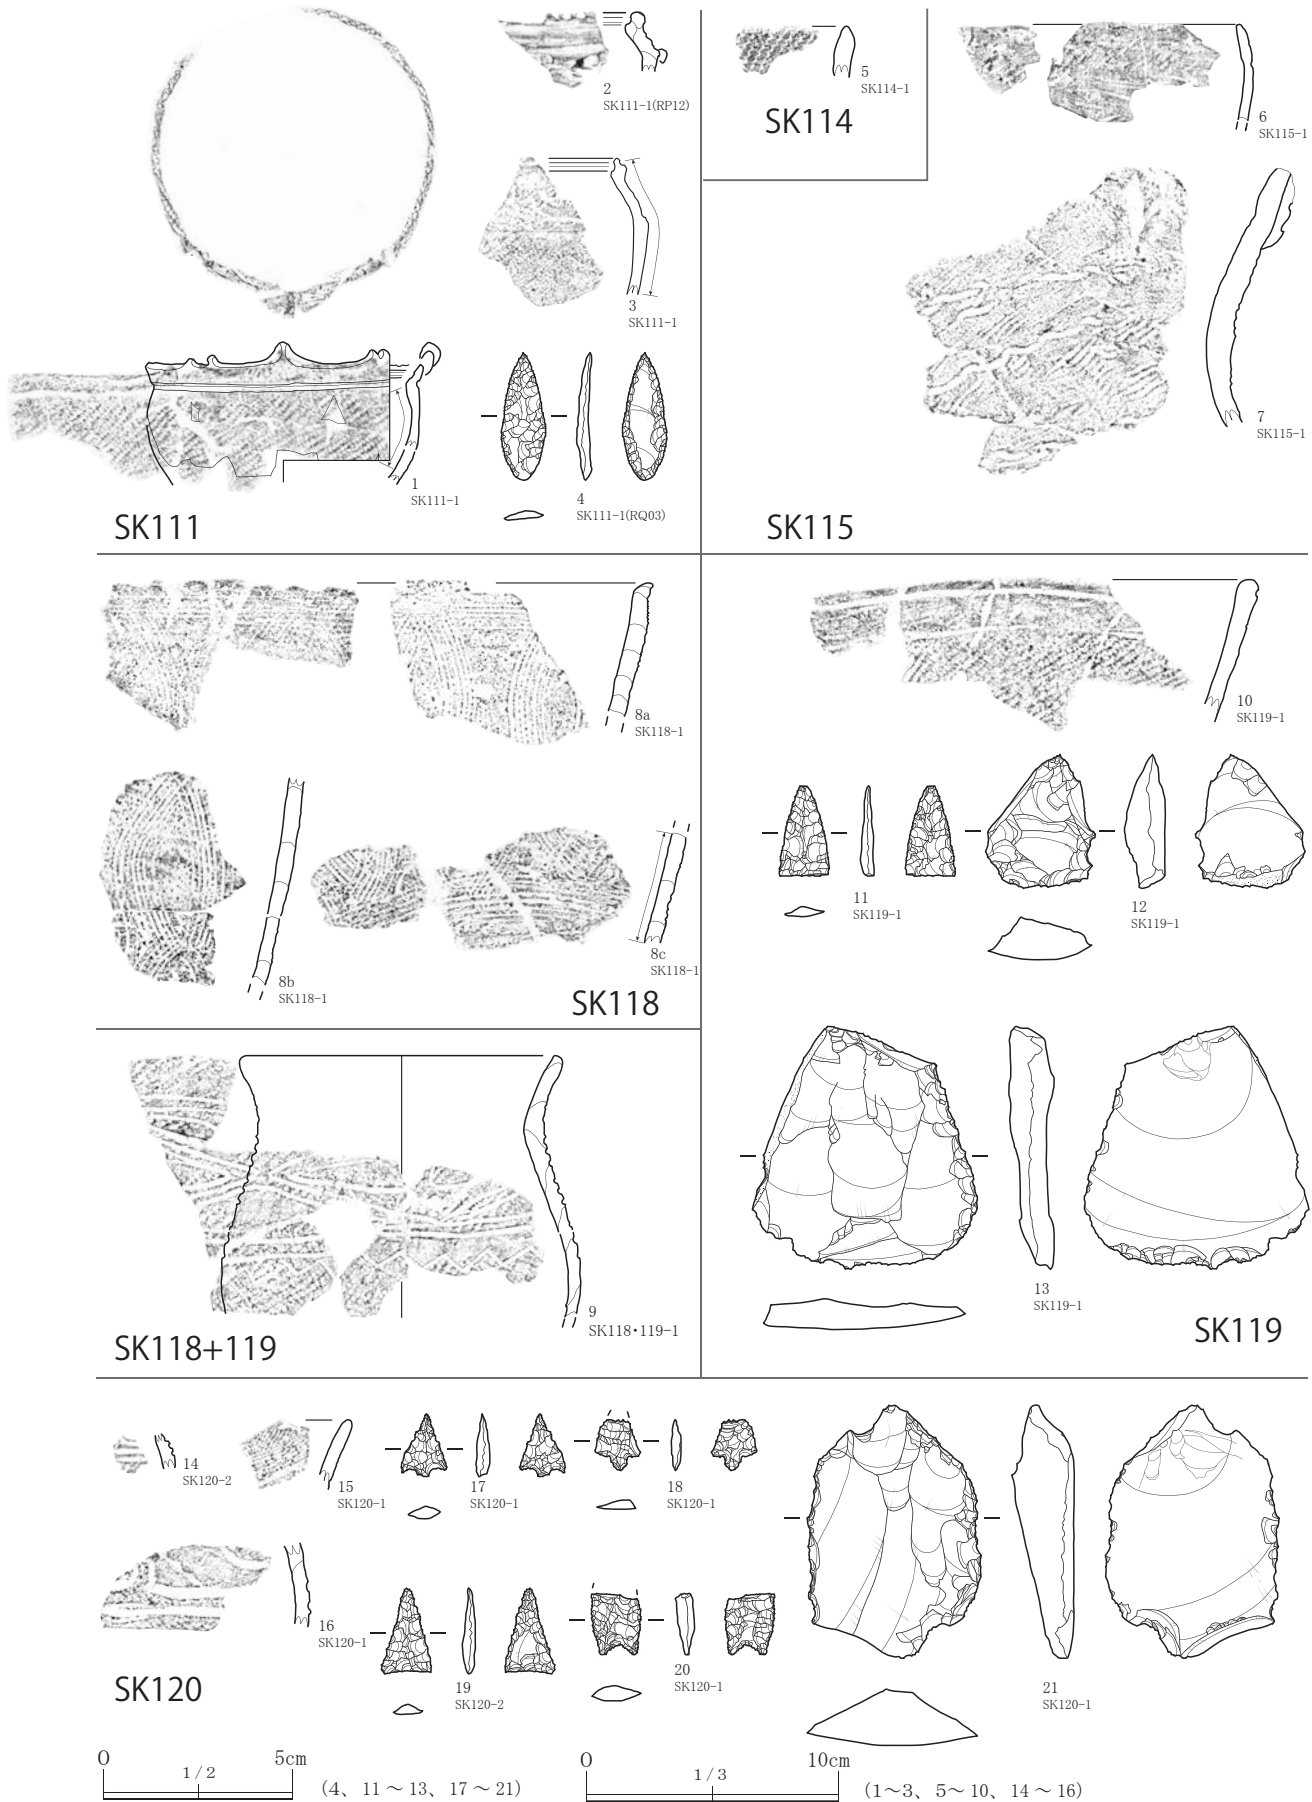 2
SK111-1(RP12)
3
SK111-1
1
SK111-1
4
SK111-1(RQ03)
SK111
5
SK114-1
SK114
6
SK115-1
7
SK115-1
SK115
8a
SK118-1
8b
SK118-1
8c
SK118-1
SK118
9
SK118・119-1
SK118+119
10
SK119-1
11
SK119-1
12
SK119-1
13
SK119-1
SK119
14
SK120-2
15
SK120-1
17
SK120-1
18
SK120-1
16
SK120-1
19
SK120-2
20
SK120-1
21
SK120-1
SK120
0 5cm
1/2
(4、11～13、17～21)
0 10cm
1/3
(1～3、5～10、14～16)